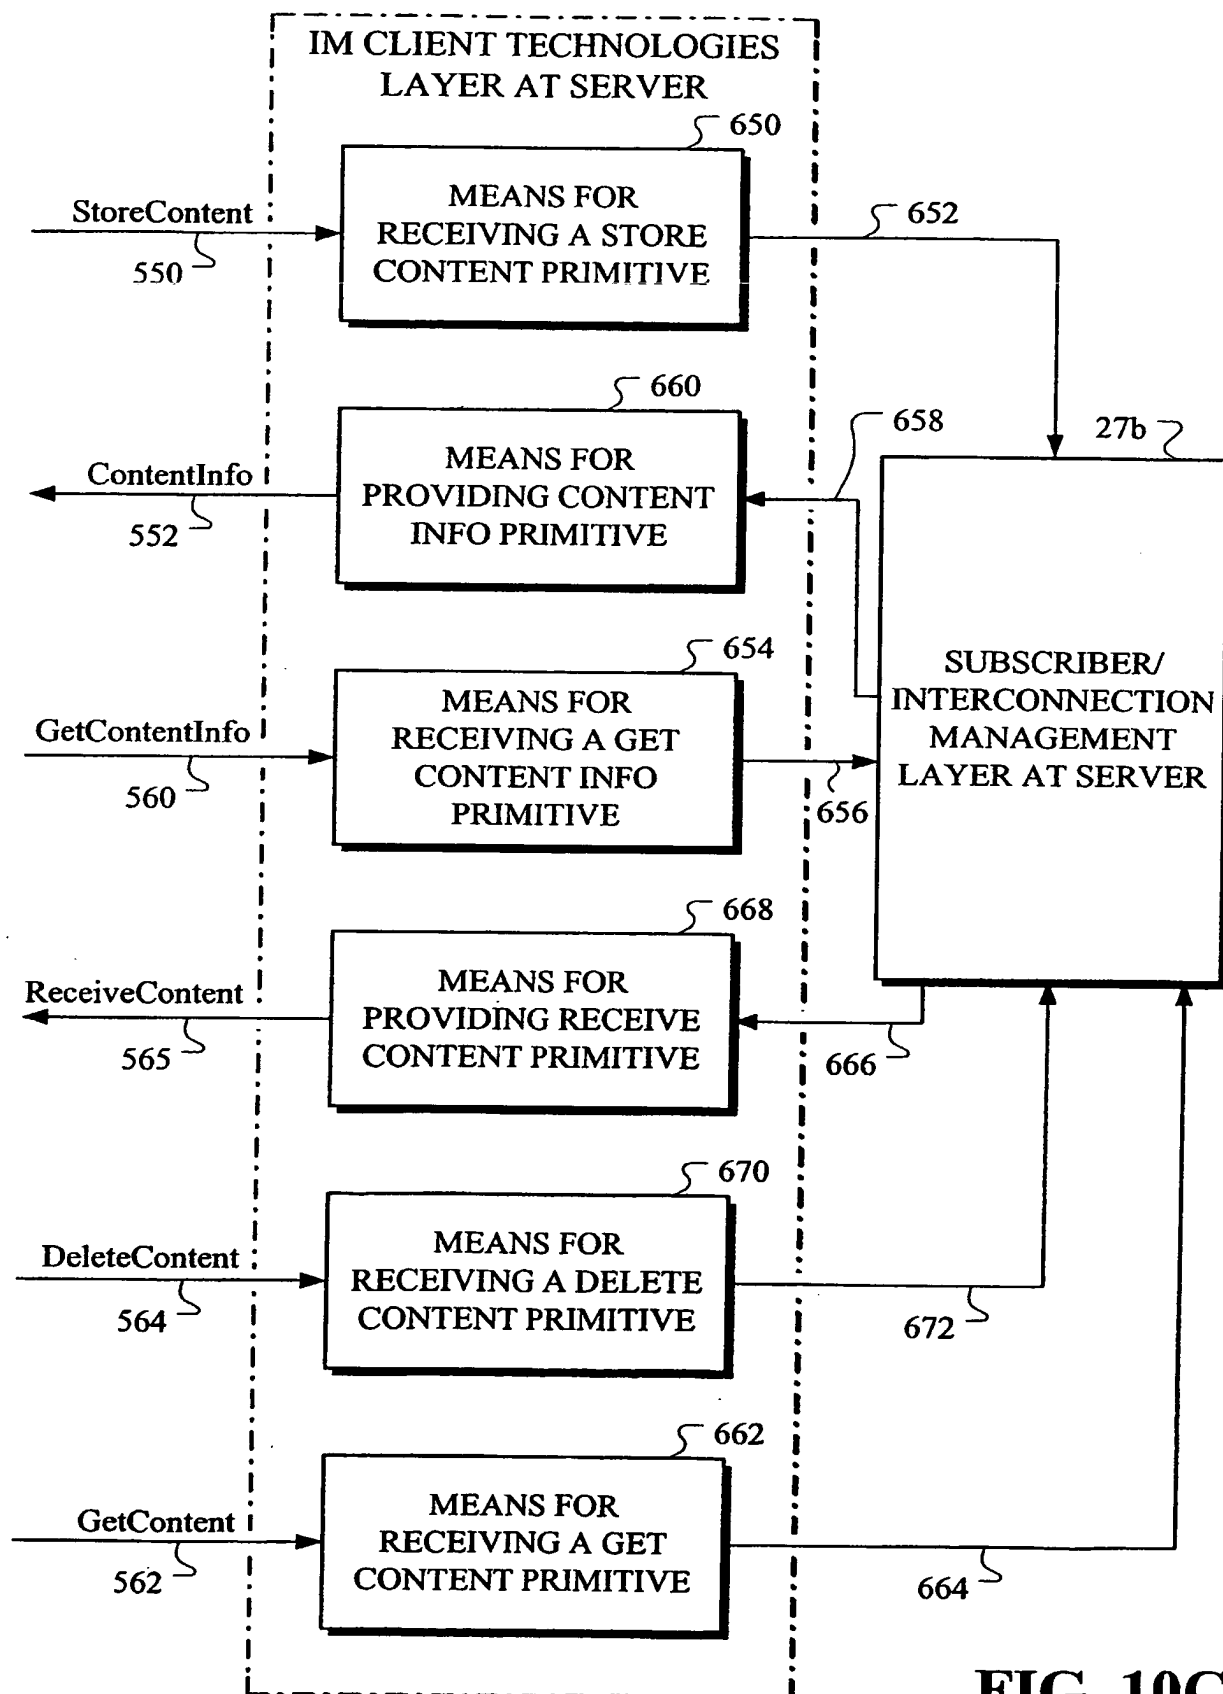 IM CLIENT TECHNOLOGIES
LAYER AT SERVER
650
StoreContent
550
MEANS FOR
RECEIVING A STORE
CONTENT PRIMITIVE
652
660
658
27b
ContentInfo
552
MEANS FOR
PROVIDING CONTENT
INFO PRIMITIVE
654
GetContentInfo
560
MEANS FOR
RECEIVING A GET
CONTENT INFO
PRIMITIVE
656
SUBSCRIBER/
INTERCONNECTION
MANAGEMENT
LAYER AT SERVER
668
ReceiveContent
565
MEANS FOR
PROVIDING RECEIVE
CONTENT PRIMITIVE
666
670
DeleteContent
564
MEANS FOR
RECEIVING A DELETE
CONTENT PRIMITIVE
672
662
GetContent
562
MEANS FOR
RECEIVING A GET
CONTENT PRIMITIVE
664
FIG.